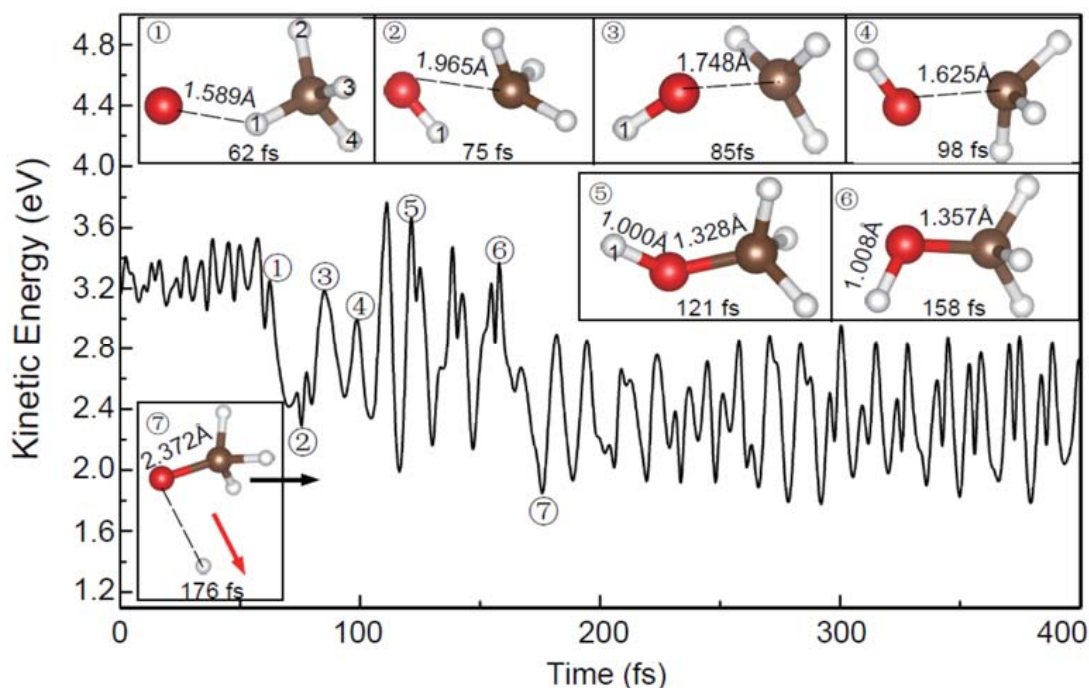 Kinetic Energy (eV)
4.8
4.4
4.0
3.6
3.2
2.8
2.4
2.0
1.6
1.2
①
2
1.589Å
3
1
4
62 fs
②
1.965Å
1
75 fs
③
1.748Å
1
85fs
④
1.625Å
98 fs
⑤
1.000Å
1.328Å
1
121 fs
⑥
1.357Å
1.008Å
158 fs
① ② ③ ④ ⑤ ⑥ ⑦
⑦
2.372Å
176 fs
0 100 200 300 400
Time (fs)